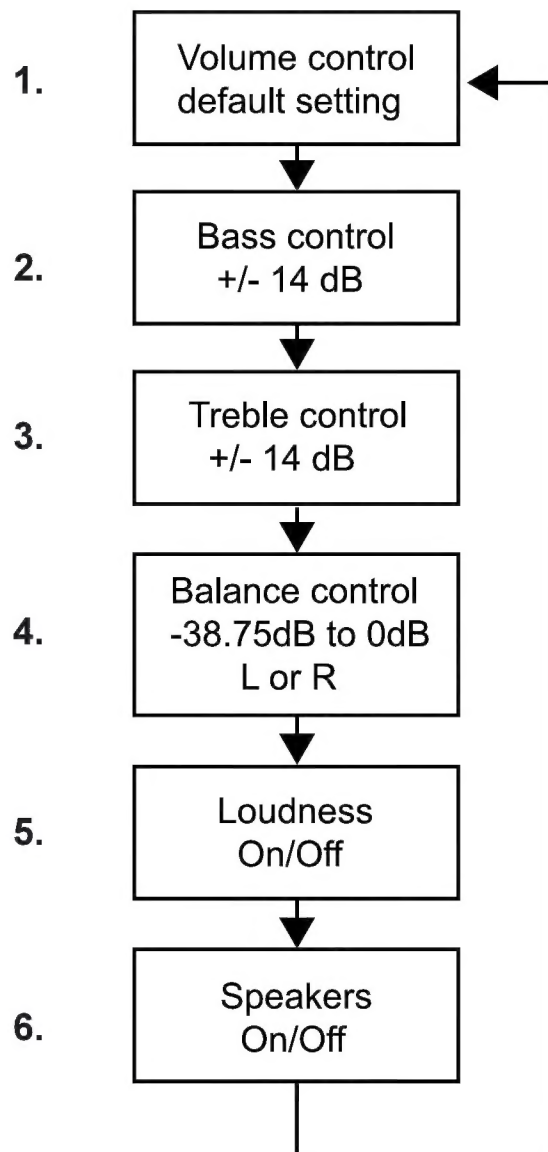 1.
Volume control
default setting
2.
Bass control
+/- 14 dB
3.
Treble control
+/- 14 dB
4.
Balance control
-38.75dB to 0dB
L or R
5.
Loudness
On/Off
6.
Speakers
On/Off